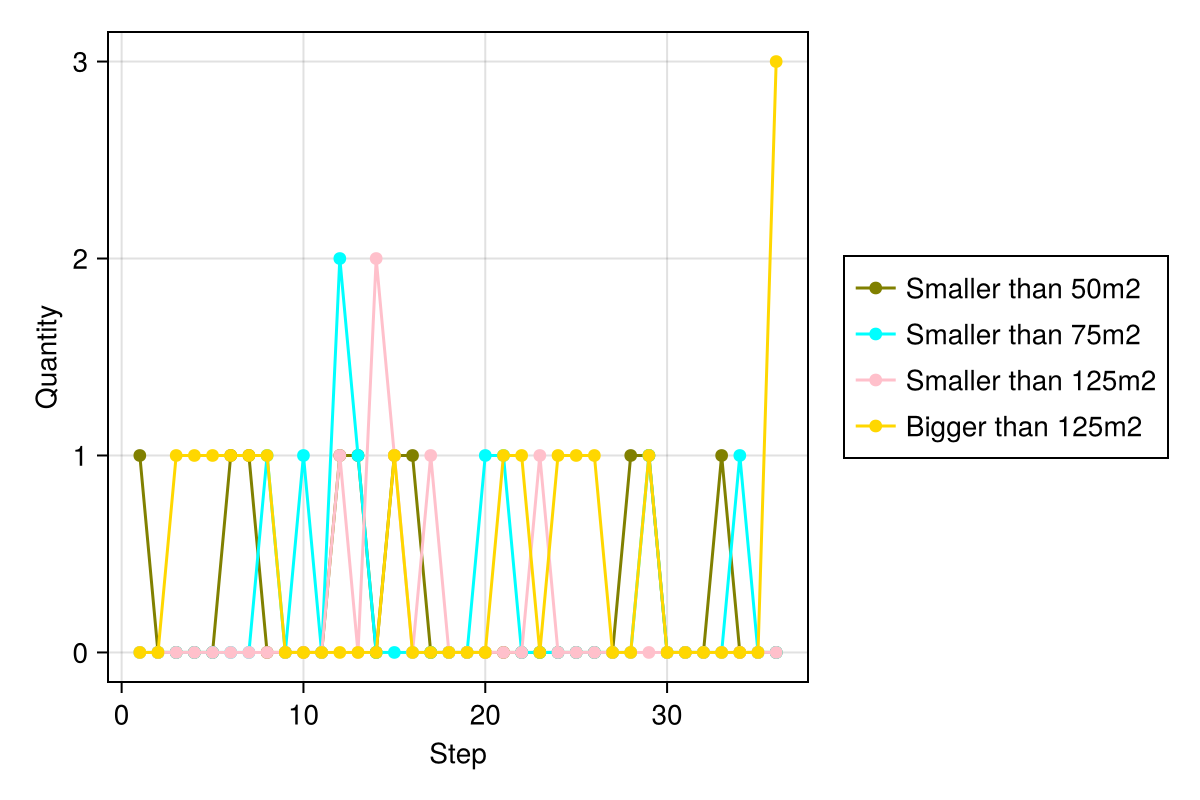 3
2
1
0
Quantity
0 10 20 30
Step
Smaller than 50m2
Smaller than 75m2
Smaller than 125m2
Bigger than 125m2